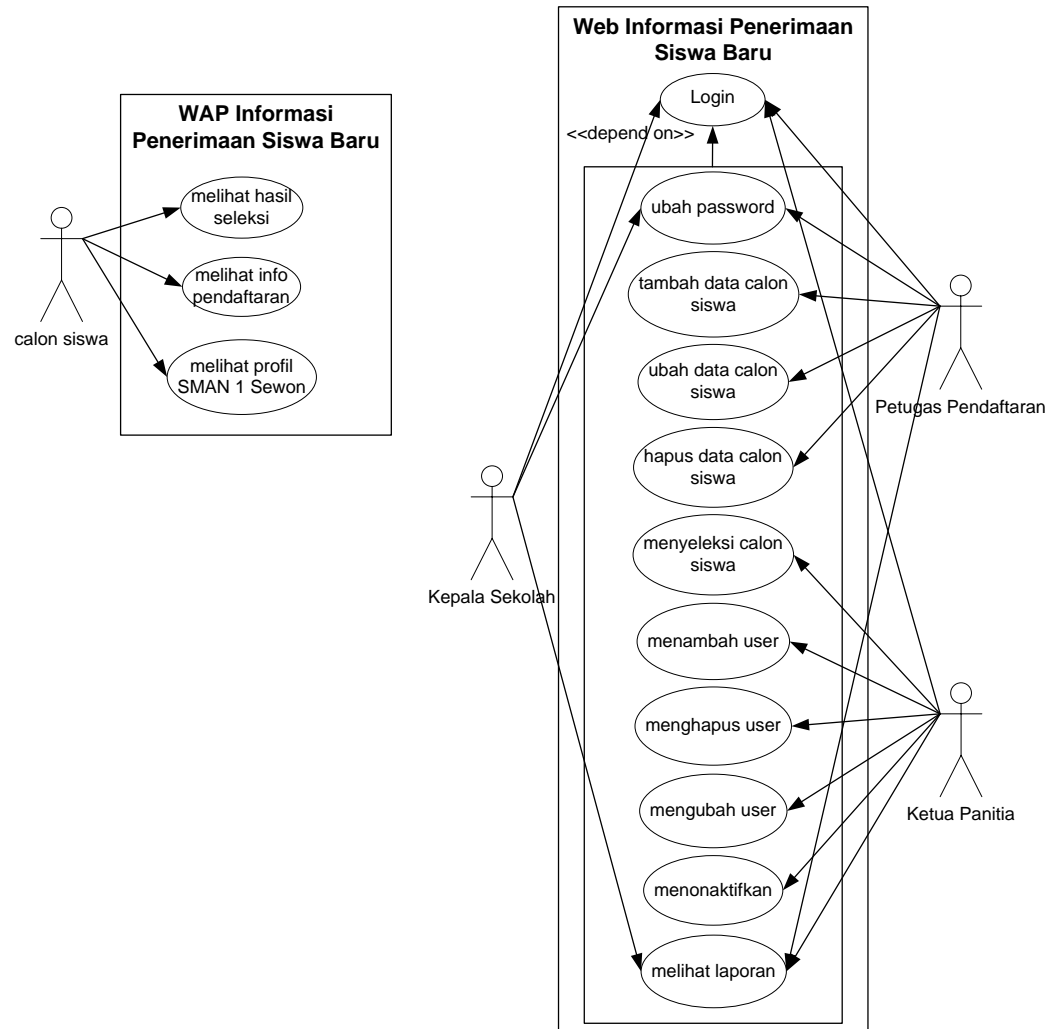 WAP Informasi
Penerimaan Siswa Baru
melihat hasil
seleksi
melihat info
pendaftaran
melihat profil
SMAN 1 Sewon
calon siswa
Web Informasi Penerimaan
Siswa Baru
Login
<<depend on>>
ubah password
tambah data calon
siswa
ubah data calon
siswa
hapus data calon
siswa
menyeleksi calon
siswa
menambah user
menghapus user
mengubah user
menonaktifkan
melihat laporan
Kepala Sekolah
Petugas Pendaftaran
Ketua Panitia